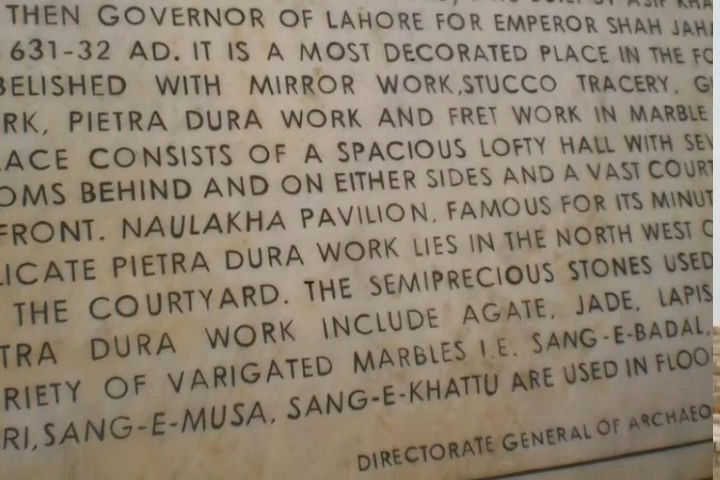 THEN GOVERNOR OF LAHORE FOR EMPEROR SHAH JAHA
631-32 AD. IT IS A MOST DECORATED PLACE IN THE FO
BELISHED WITH MIRROR WORK,STUCCO TRACERY, G
RK, PIETRA DURA WORK AND FRET WORK IN MARBLE
LACE CONSISTS OF A SPACIOUS LOFTY HALL WITH SEV
OMS BEHIND AND ON EITHER SIDES AND A VAST COURT
FRONT. NAULAKHA PAVILION, FAMOUS FOR ITS MINUT
LICATE PIETRA DURA WORK LIES IN THE NORTH WEST C
THE COURTYARD. THE SEMIPRECIOUS STONES USED
TRA DURA WORK INCLUDE AGATE, JADE, LAPIS
RIETY OF VARIGATED MARBLES I.E. SANG-E-BADAL,
RI, SANG-E-MUSA. SANG-E-KHATTU ARE USED IN FLOO
DIRECTORATE GENERAL OF ARCHAEO